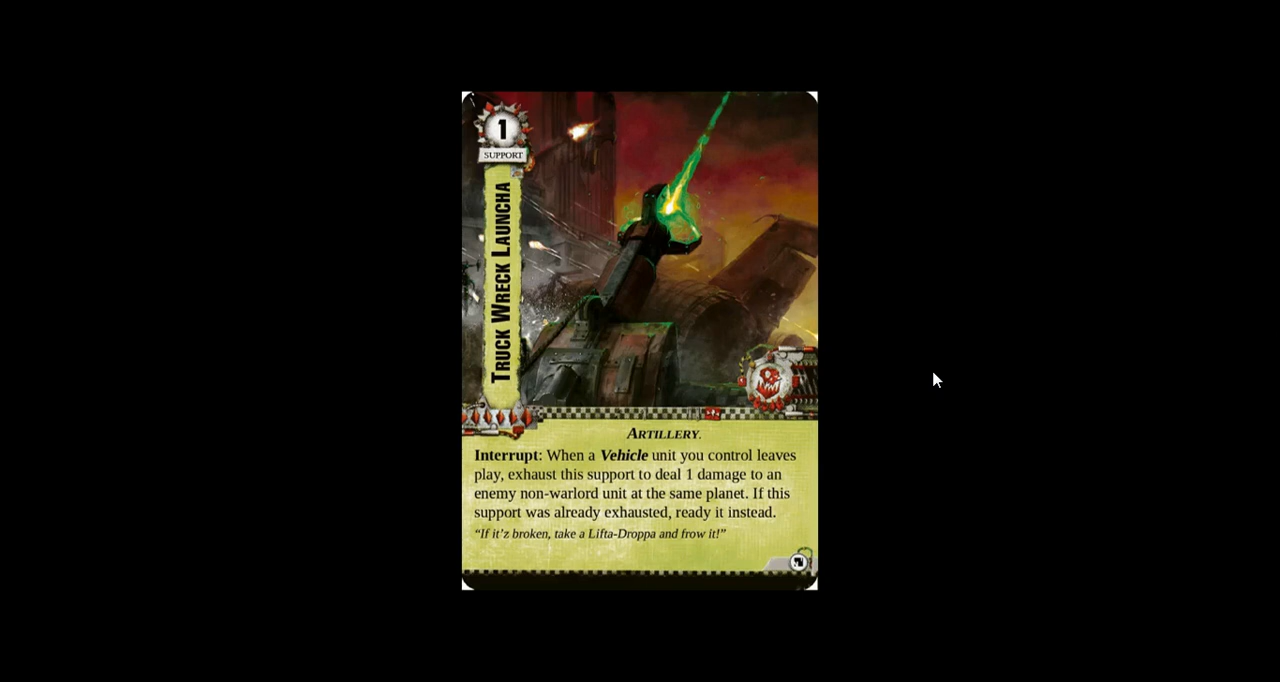 1
SUPPORT
TRUCK WRECK LAUNCHA
ARTILLERY.
Interrupt: When a Vehicle unit you control leaves
play, exhaust this support to deal 1 damage to an
enemy non-warlord unit at the same planet. If this
support was already exhausted, ready it instead.
“If it’z broken, take a Lifta-Droppa and frow it!”